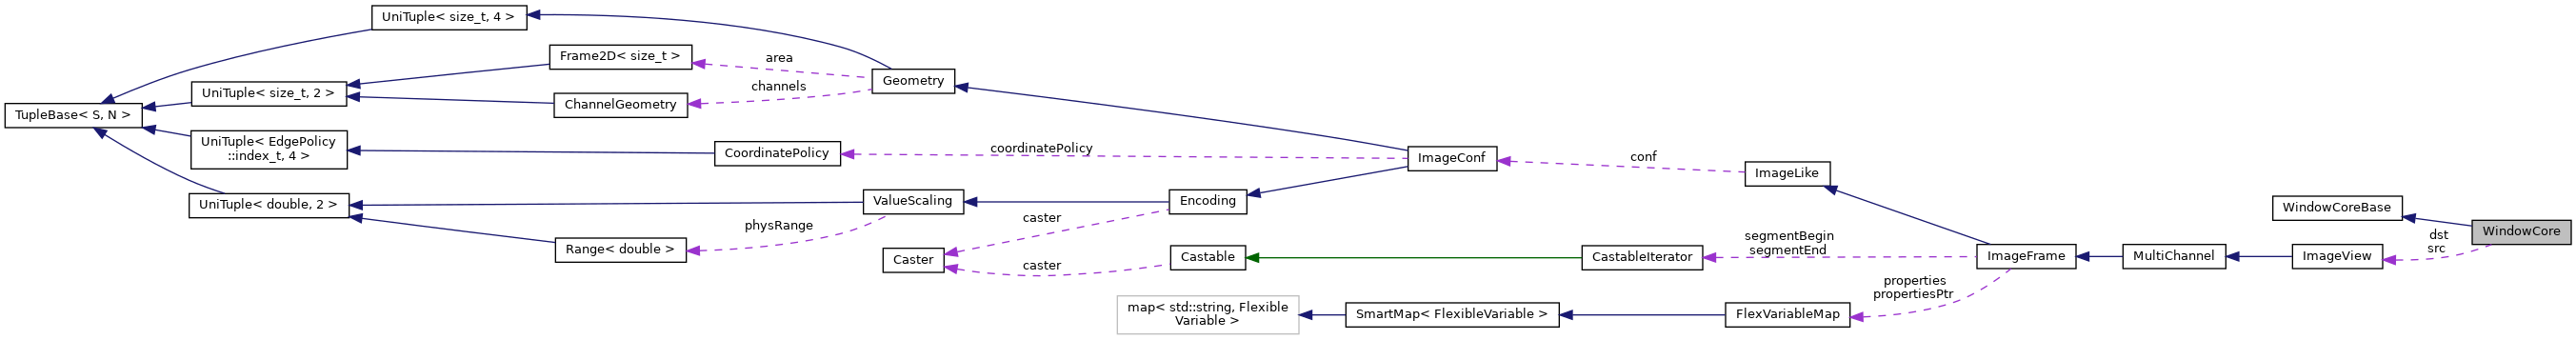 UniTuple< size_t, 4 >
Frame2D< size_t >
area
Geometry
channels
UniTuple< size_t, 2 >
ChannelGeometry
TupleBase< S, N >
UniTuple< EdgePolicy
::index_t, 4 >
CoordinatePolicy
coordinatePolicy
ImageConf
conf
ImageLike
UniTuple< double, 2 >
ValueScaling
Encoding
caster
physRange
Range< double >
Caster
caster
Castable
CastableIterator
segmentBegin
segmentEnd
ImageFrame
MultiChannel
ImageView
WindowCoreBase
WindowCore
dst
src
properties
propertiesPtr
map< std::string, Flexible
Variable >
SmartMap< FlexibleVariable >
FlexVariableMap